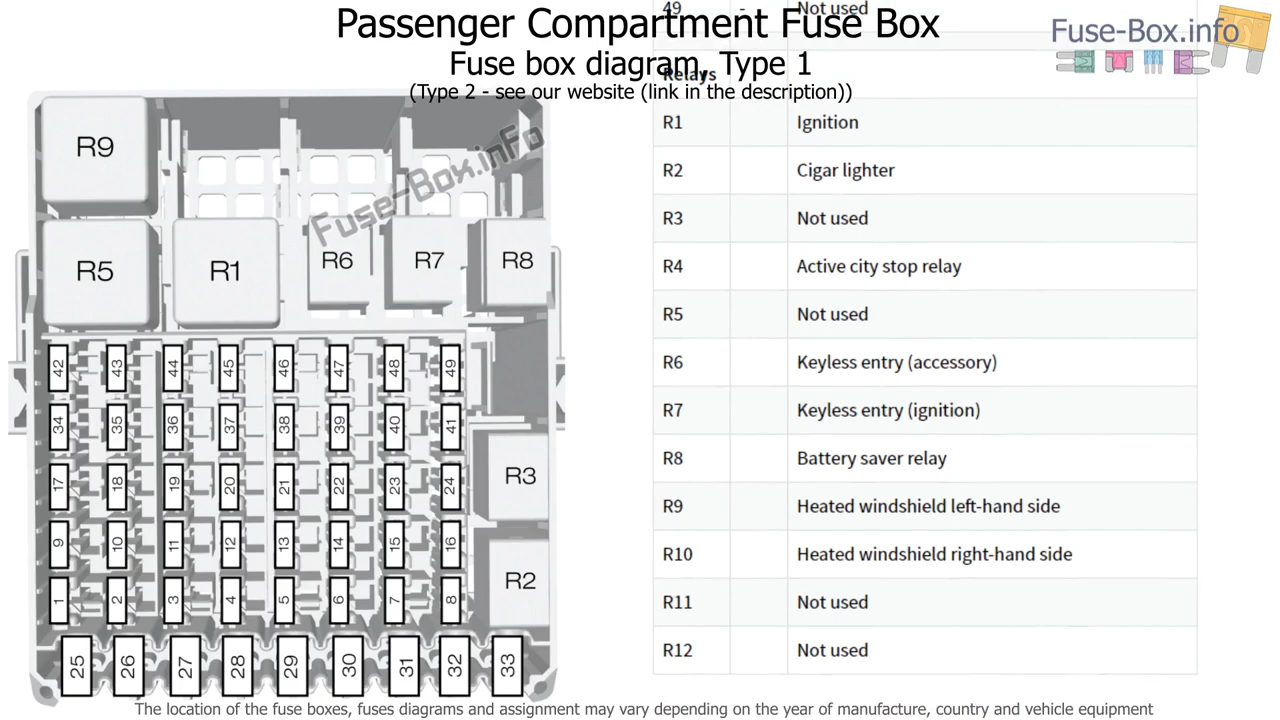 Passenger Compartment Fuse Box
Fuse box diagram, Type 1
(Type 2 - see our website (link in the description))
Fuse-Box.info
Fuse-Box.info
R9
R5 R1 R6 R7 R8
42 43 44 45 46 47 48 49
34 35 36 37 38 39 40 41
R3
17 18 19 20 21 22 23 24
9 10 11 12 13 14 15 16
R2
1 2 3 4 5 6 7 8
25 26 27 28 29 30 31 32 33
49 - Not used
Relays
R1 Ignition
R2 Cigar lighter
R3 Not used
R4 Active city stop relay
R5 Not used
R6 Keyless entry (accessory)
R7 Keyless entry (ignition)
R8 Battery saver relay
R9 Heated windshield left-hand side
R10 Heated windshield right-hand side
R11 Not used
R12 Not used
The location of the fuse boxes, fuses diagrams and assignment may vary depending on the year of manufacture, country and vehicle equipment